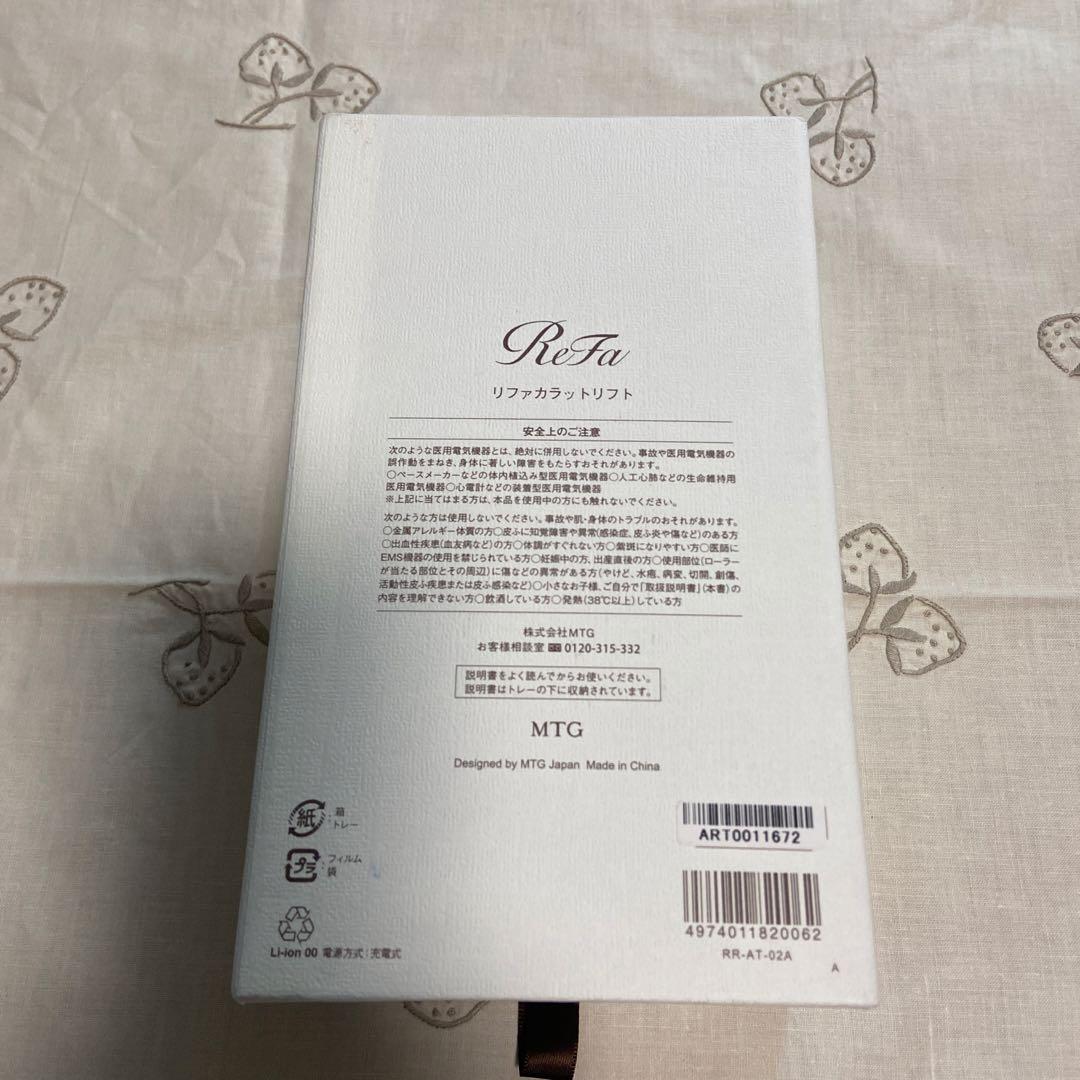 ReFa
リファカラットリフト
安全上のご注意
次のような医用電気機器とは、絶対に併用しないでください。事故や医用電気機器の
誤作動をまねき、身体に著しい障害をもたらすおそれがあります。
○ペースメーカーなどの体内植込み型医用電気機器○人工心肺などの生命維持用
医用電気機器○心電計などの装着型医用電気機器
※上記に当てはまる方は、本品を使用中の方にも触れないでください。
次のような方は使用しないでください。事故や肌・身体のトラブルのおそれがあります。
○金属アレルギー体質の方○皮ふに知覚障害や異常(感染症、皮ふ炎や傷など)のある方
○出血性疾患(血友病など)の方○体調がすぐれない方○紫斑になりやすい方○医師に
EMS機器の使用を禁じられている方○妊娠中の方、出産直後の方○使用部位(ローラー
が当たる部位とその周辺)に傷などの異常がある方(やけど、水疱、病変、切開、創傷、
活動性皮ふ疾患または皮ふ感染など)○小さなお子様、ご自分で「取扱説明書」(本書)の
内容を理解できない方○飲酒している方○発熱(38℃以上)している方
株式会社MTG
お客様相談室 0120-315-332
説明書をよく読んでからお使いください。
説明書はトレーの下に収納されています。
MTG
Designed by MTG Japan Made in China
紙 : 箱
トレー
プラ : フィルム
袋
Li-ion 00 電源方式:充電式
ART0011672
4974011820062
RR-AT-02A
A